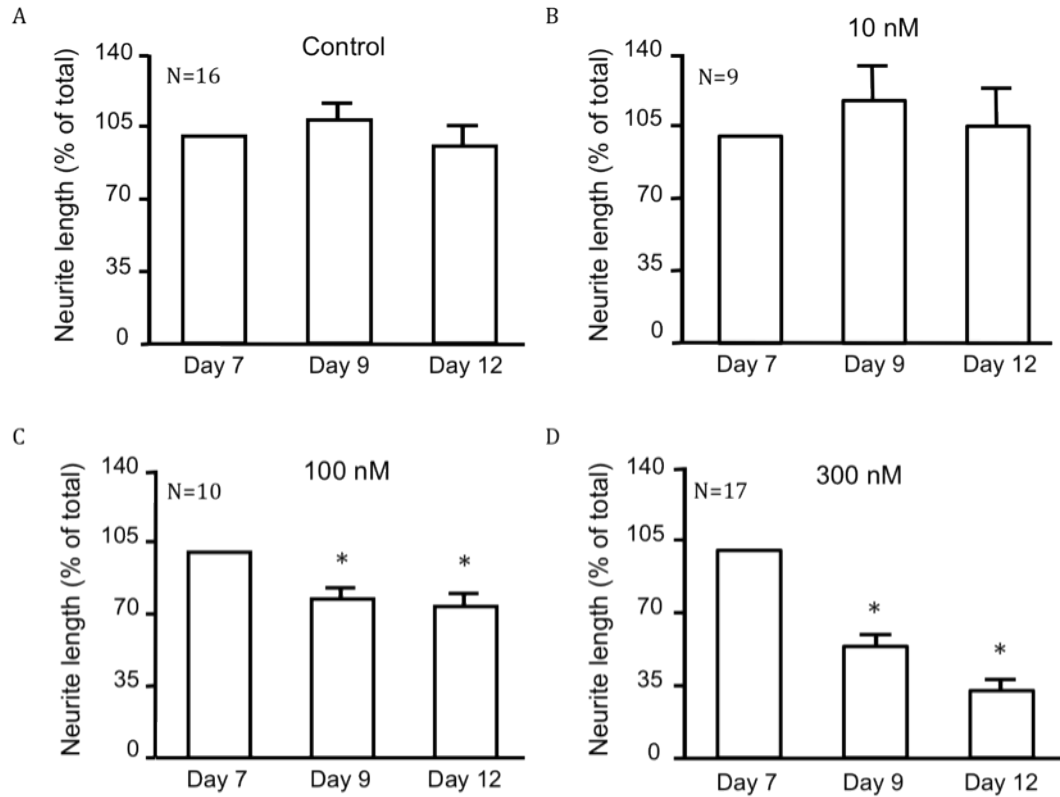 A
Control
N=16
Neurite length (% of total)
140
105
70
35
0
Day 7 Day 9 Day 12
B
10 nM
N=9
Neurite length (% of total)
140
105
70
35
0
Day 7 Day 9 Day 12
C
100 nM
N=10
Neurite length (% of total)
140
105
70
35
0
*
*
Day 7 Day 9 Day 12
D
300 nM
N=17
Neurite length (% of total)
140
105
70
35
0
*
*
Day 7 Day 9 Day 12